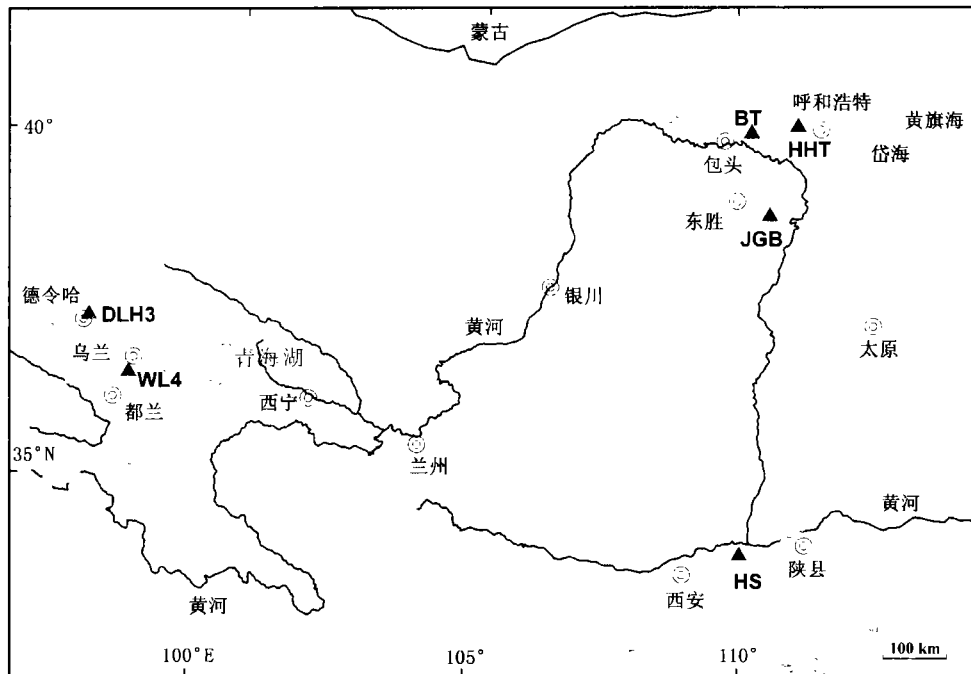 蒙古
呼和浩特
40°
BT
HHT
黄旗海
岱海
包头
东胜
JGB
德令哈
DLH3
银川
乌兰
黄河
太原
青海湖
WL4
西宁
都兰
35°N
兰州
黄河
陕县
HS
西安
黄河
100°E
105°
110°
100 km